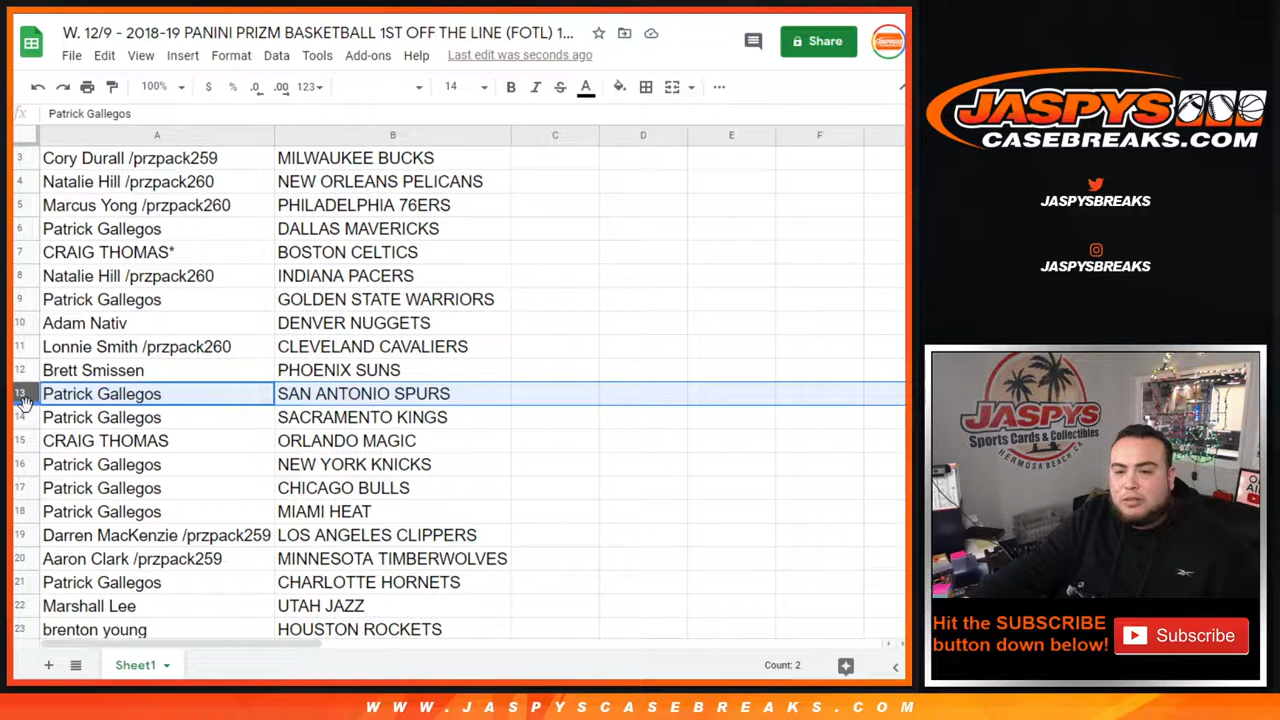 W. 12/9 - 2018-19 PANINI PRIZM BASKETBALL 1ST OFF THE LINE (FOTL) 1...
File Edit View Insert Format Data Tools Add-ons Help Last edit was seconds ago
Share
100% $ % .0 .00 123 14 B I S A ...
fx Patrick Gallegos
A B C D E F
3 Cory Durall /przpack259 MILWAUKEE BUCKS
4 Natalie Hill /przpack260 NEW ORLEANS PELICANS
5 Marcus Yong /przpack260 PHILADELPHIA 76ERS
6 Patrick Gallegos DALLAS MAVERICKS
7 CRAIG THOMAS* BOSTON CELTICS
8 Natalie Hill /przpack260 INDIANA PACERS
9 Patrick Gallegos GOLDEN STATE WARRIORS
10 Adam Nativ DENVER NUGGETS
11 Lonnie Smith /przpack260 CLEVELAND CAVALIERS
12 Brett Smissen PHOENIX SUNS
13 Patrick Gallegos SAN ANTONIO SPURS
14 Patrick Gallegos SACRAMENTO KINGS
15 CRAIG THOMAS ORLANDO MAGIC
16 Patrick Gallegos NEW YORK KNICKS
17 Patrick Gallegos CHICAGO BULLS
18 Patrick Gallegos MIAMI HEAT
19 Darren MacKenzie /przpack259 LOS ANGELES CLIPPERS
20 Aaron Clark /przpack259 MINNESOTA TIMBERWOLVES
21 Patrick Gallegos CHARLOTTE HORNETS
22 Marshall Lee UTAH JAZZ
23 brenton young HOUSTON ROCKETS
Sheet1 Count: 2
JASPYS
CASEBREAKS.COM
JASPYSBREAKS
JASPYSBREAKS
JASPYS
Sports Cards & Collectibles
HERMOSA BEACH CA
Hit the SUBSCRIBE
button down below!
Subscribe
WWW.JASPYSCASEBREAKS.COM